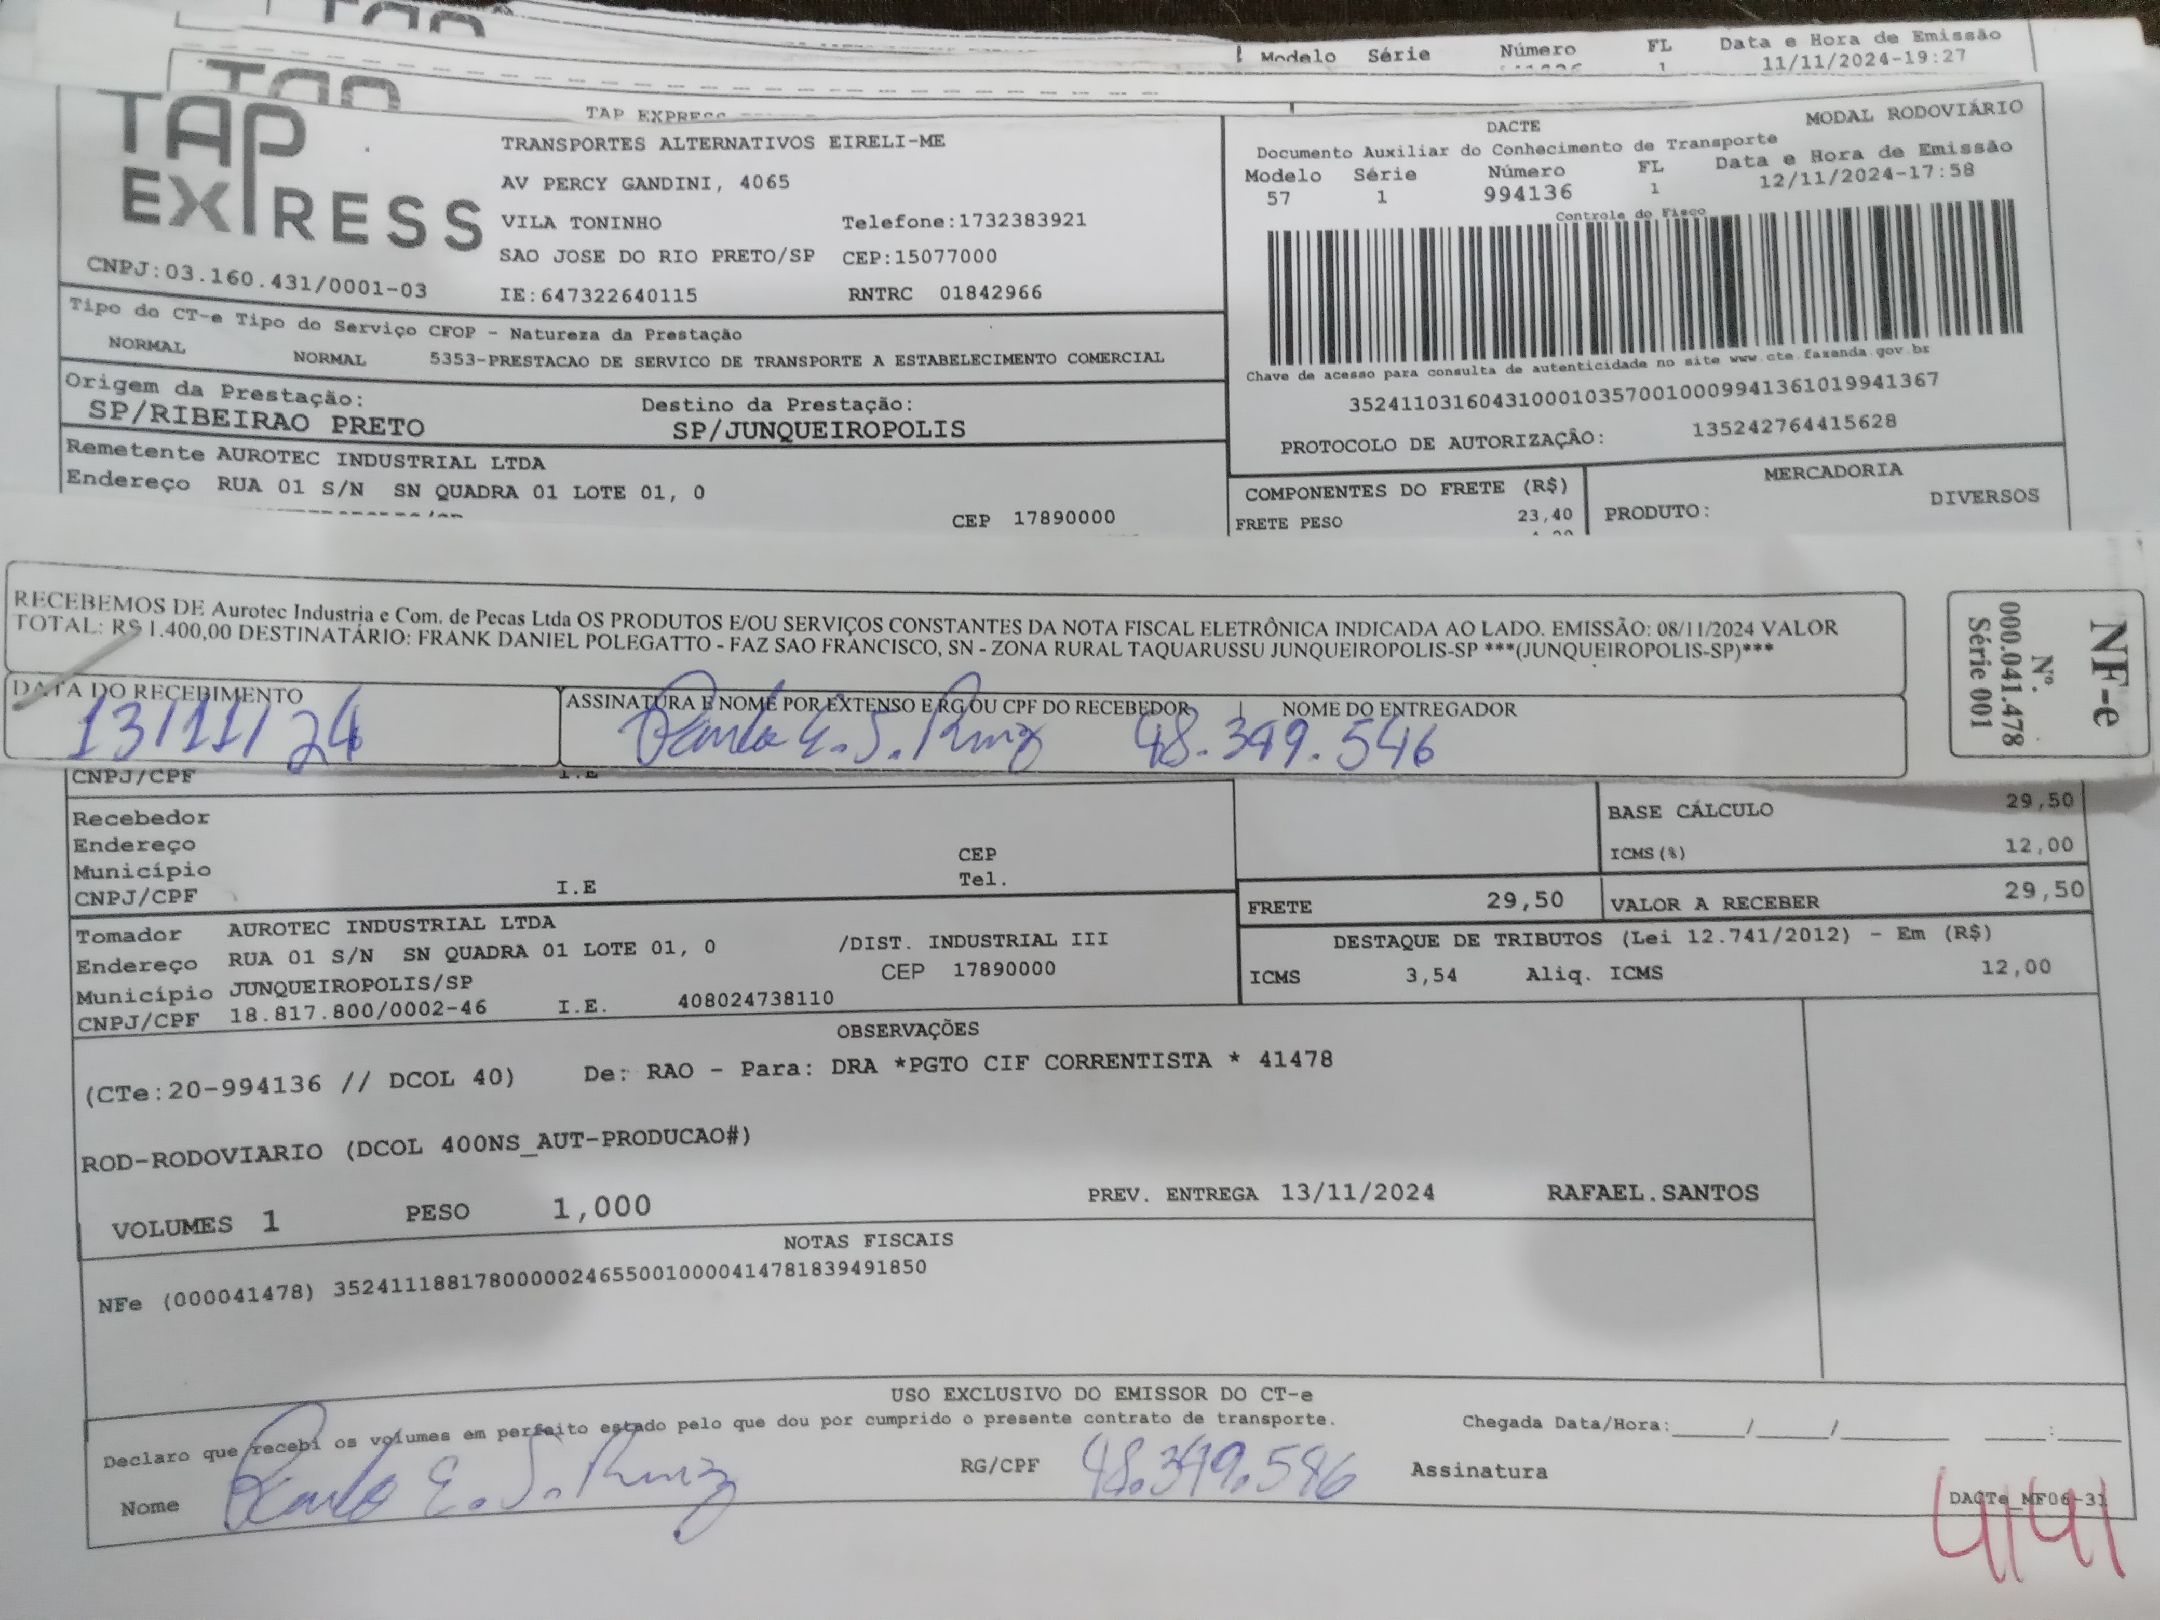 Modelo Série Número FL Data e Hora de Emissão
1 11/11/2024-19:27
TAP EXPRESS
TAP EXPRESS
TRANSPORTES ALTERNATIVOS EIRELI-ME
AV PERCY GANDINI, 4065
VILA TONINHO Telefone:1732383921
SAO JOSE DO RIO PRETO/SP CEP:15077000
CNPJ:03.160.431/0001-03 IE:647322640115 RNTRC 01842966
DACTE MODAL RODOVIÁRIO
Documento Auxiliar do Conhecimento de Transporte
Modelo Série Número FL Data e Hora de Emissão
57 1 994136 1 12/11/2024-17:58
Controle do Fisco
Chave de acesso para consulta de autenticidade no site www.cte.fazenda.gov.br
35241103160431000103570010009941361019941367
PROTOCOLO DE AUTORIZAÇÃO: 135242764415628
Tipo do CT-e Tipo do Serviço CFOP - Natureza da Prestação
NORMAL NORMAL 5353-PRESTACAO DE SERVICO DE TRANSPORTE A ESTABELECIMENTO COMERCIAL
Origem da Prestação: Destino da Prestação:
SP/RIBEIRAO PRETO SP/JUNQUEIROPOLIS
Remetente AUROTEC INDUSTRIAL LTDA
Endereço RUA 01 S/N SN QUADRA 01 LOTE 01, 0
CEP 17890000
COMPONENTES DO FRETE (R$) MERCADORIA
FRETE PESO 23,40 PRODUTO: DIVERSOS
RECEBEMOS DE Aurotec Industria e Com. de Pecas Ltda OS PRODUTOS E/OU SERVIÇOS CONSTANTES DA NOTA FISCAL ELETRÔNICA INDICADA AO LADO. EMISSÃO: 08/11/2024 VALOR
TOTAL: R$ 1.400,00 DESTINATÁRIO: FRANK DANIEL POLEGATTO - FAZ SAO FRANCISCO, SN - ZONA RURAL TAQUARUSSU JUNQUEIROPOLIS-SP ***(JUNQUEIROPOLIS-SP)***
DATA DO RECEBIMENTO ASSINATURA E NOME POR EXTENSO E RG OU CPF DO RECEBEDOR NOME DO ENTREGADOR
13/11/24 E. S. 48.349.546
NF-e
Nº.
000.041.478
Série 001
CNPJ/CPF I.E
Recebedor
Endereço
Município CEP
CNPJ/CPF I.E Tel.
BASE CÁLCULO 29,50
ICMS(%) 12,00
FRETE 29,50 VALOR A RECEBER 29,50
Tomador AUROTEC INDUSTRIAL LTDA
Endereço RUA 01 S/N SN QUADRA 01 LOTE 01, 0 /DIST. INDUSTRIAL III
Município JUNQUEIROPOLIS/SP CEP 17890000
CNPJ/CPF 18.817.800/0002-46 I.E. 408024738110
DESTAQUE DE TRIBUTOS (Lei 12.741/2012) - Em (R$)
ICMS 3,54 Aliq. ICMS 12,00
OBSERVAÇÕES
(CTe:20-994136 // DCOL 40) De: RAO - Para: DRA *PGTO CIF CORRENTISTA * 41478
ROD-RODOVIARIO (DCOL 400NS_AUT-PRODUCAO#)
VOLUMES 1 PESO 1,000 PREV. ENTREGA 13/11/2024 RAFAEL.SANTOS
NOTAS FISCAIS
NFe (000041478) 35241118817800000246550010000414781839491850
USO EXCLUSIVO DO EMISSOR DO CT-e
Declaro que recebi os volumes em perfeito estado pelo que dou por cumprido o presente contrato de transporte. Chegada Data/Hora:_____/_____/_______ ____:____
Nome E. S. RG/CPF 48.349.546 Assinatura
DACTe_MF06-31
4141